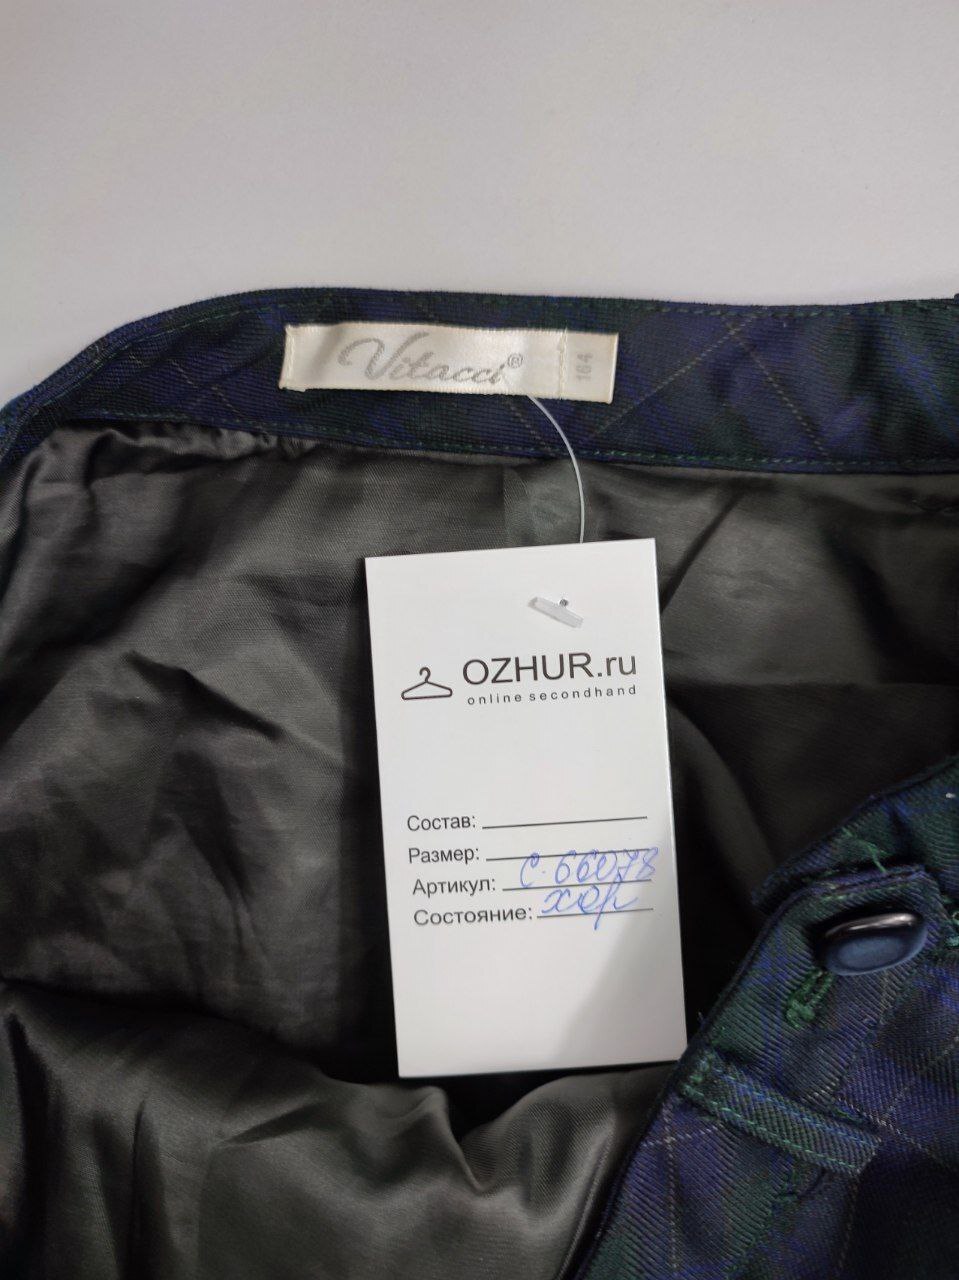 Vitacci®
164
OZHUR.ru
online secondhand
Состав:
Размер:
Артикул: С-66078
Состояние: хор